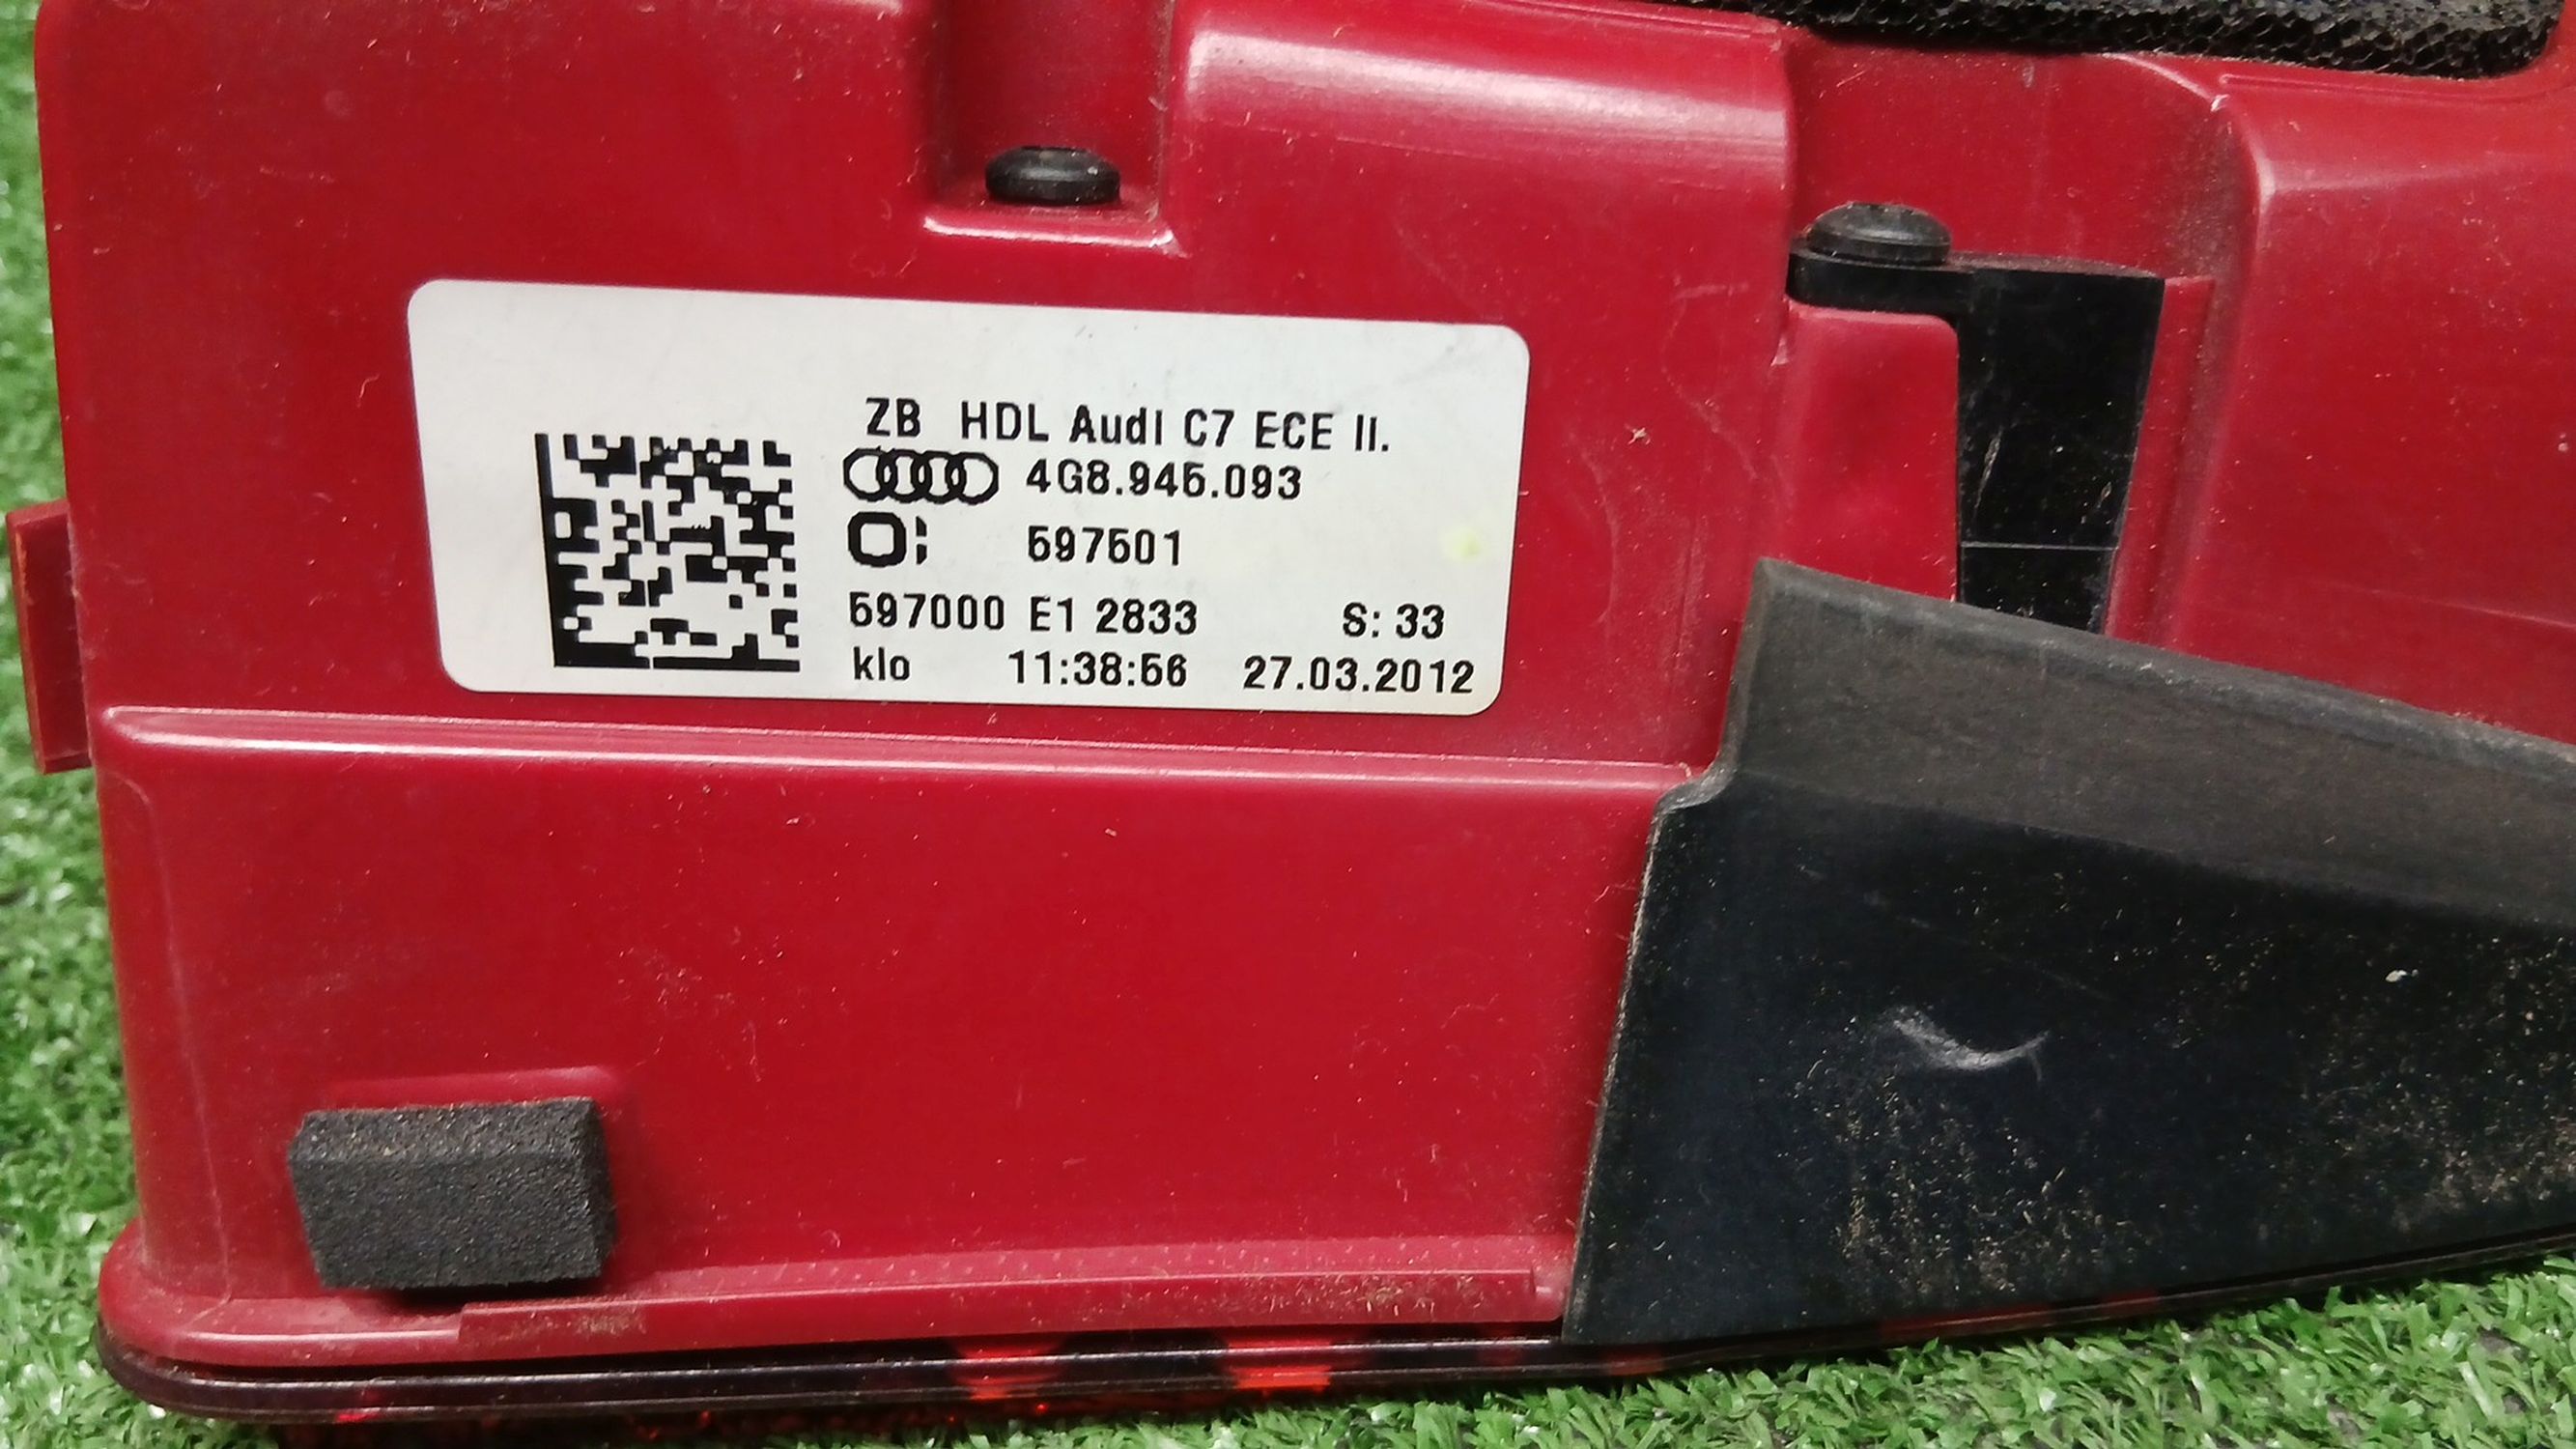 ZB HDL Audi C7 ECE II.
4G8.945.093
O: 597501
597000 E1 2833 S: 33
klo 11:38:56 27.03.2012